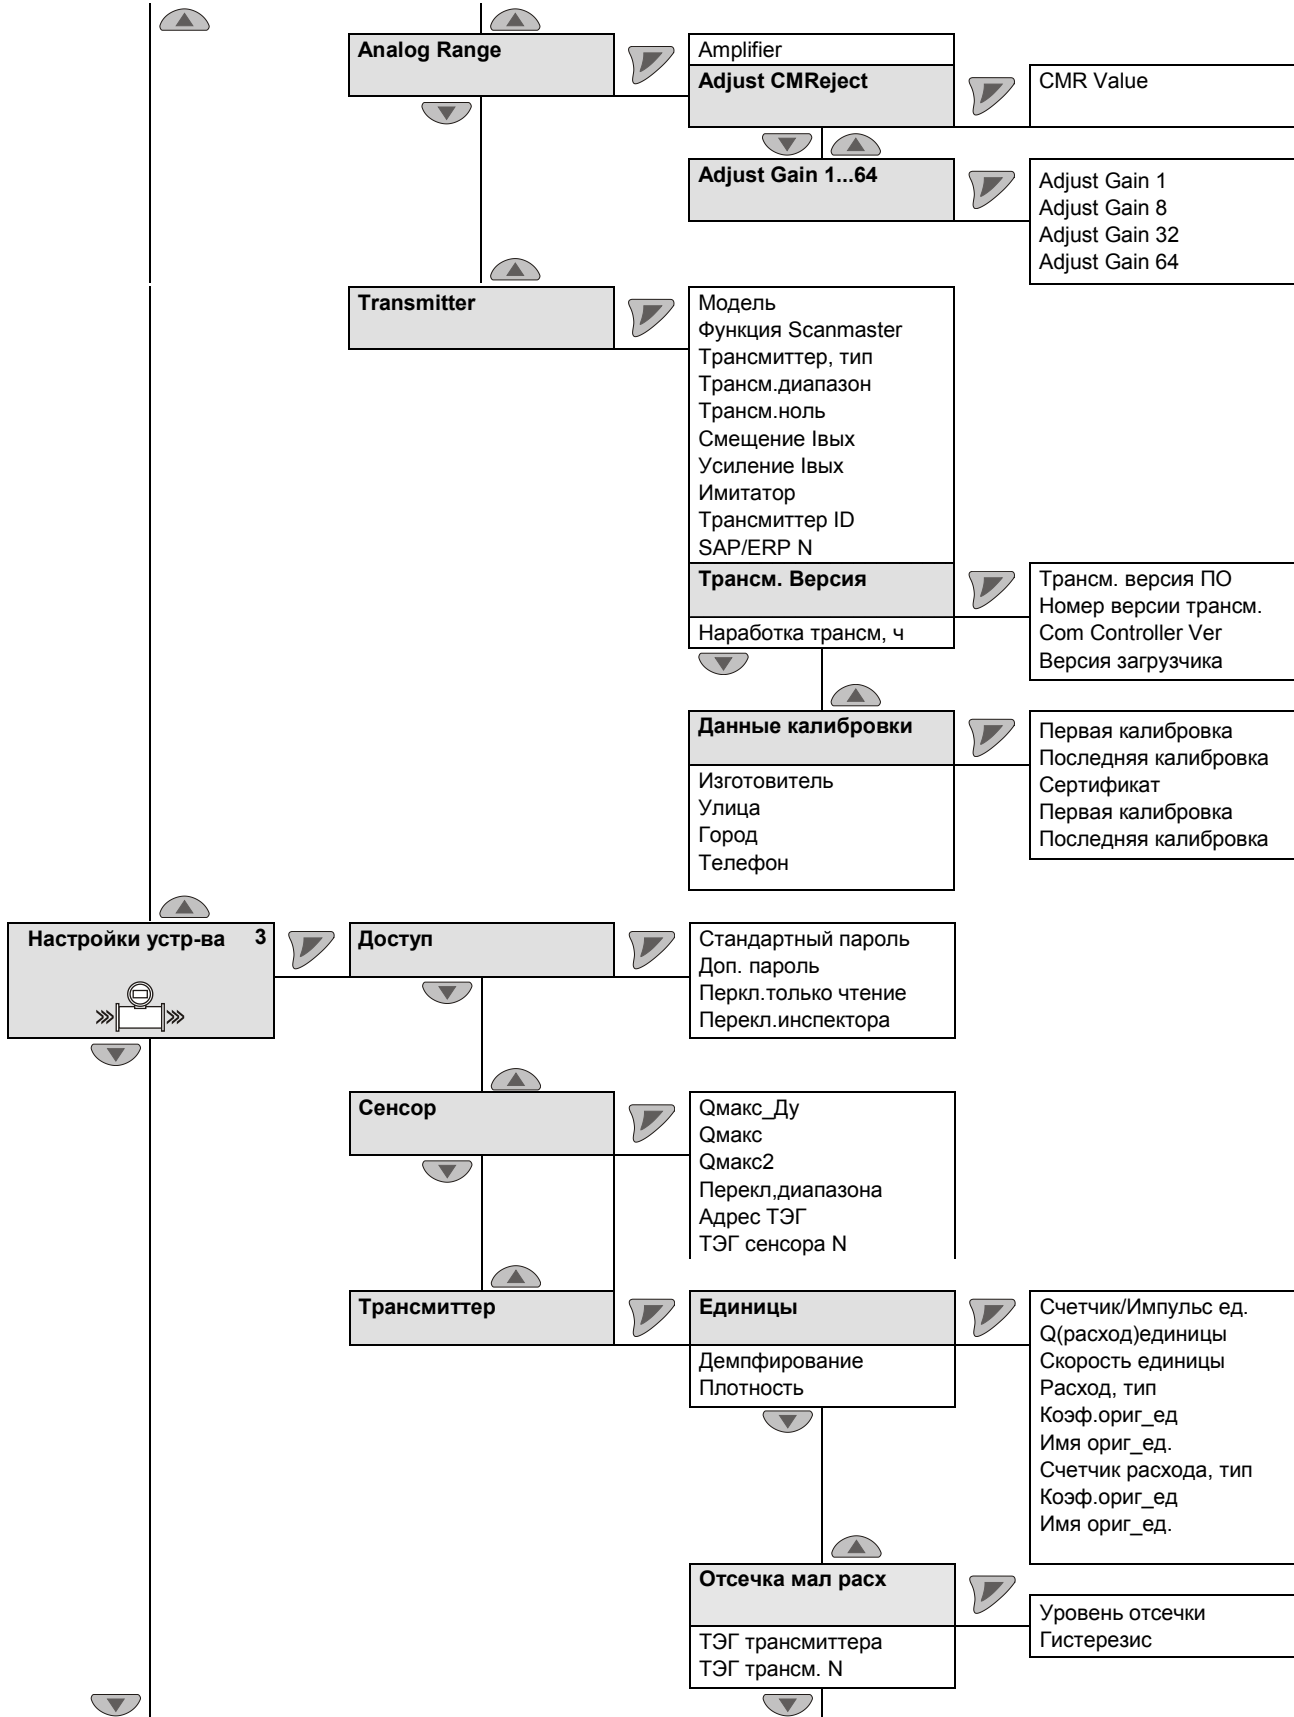 Analog Range
Amplifier
Adjust CMReject
CMR Value
Adjust Gain 1...64
Adjust Gain 1
Adjust Gain 8
Adjust Gain 32
Adjust Gain 64
Transmitter
Модель
Функция Scanmaster
Трансмиттер, тип
Трансм.диапазон
Трансм.ноль
Смещение Iвых
Усиление Iвых
Имитатор
Трансмиттер ID
SAP/ERP N
Трансм. Версия
Наработка трансм, ч
Трансм. версия ПО
Номер версии трансм.
Com Controller Ver
Версия загрузчика
Данные калибровки
Изготовитель
Улица
Город
Телефон
Первая калибровка
Последняя калибровка
Сертификат
Первая калибровка
Последняя калибровка
Настройки устр-ва 3
Доступ
Стандартный пароль
Доп. пароль
Перкл.только чтение
Перекл.инспектора
Сенсор
Qмакс_Ду
Qмакс
Qмакс2
Перекл,диапазона
Адрес ТЭГ
ТЭГ сенсора N
Трансмиттер
Единицы
Демпфирование
Плотность
Счетчик/Импульс ед.
Q(расход)единицы
Скорость единицы
Расход, тип
Коэф.ориг_ед
Имя ориг_ед.
Счетчик расхода, тип
Коэф.ориг_ед
Имя ориг_ед.
Отсечка мал расх
ТЭГ трансмиттера
ТЭГ трансм. N
Уровень отсечки
Гистерезис